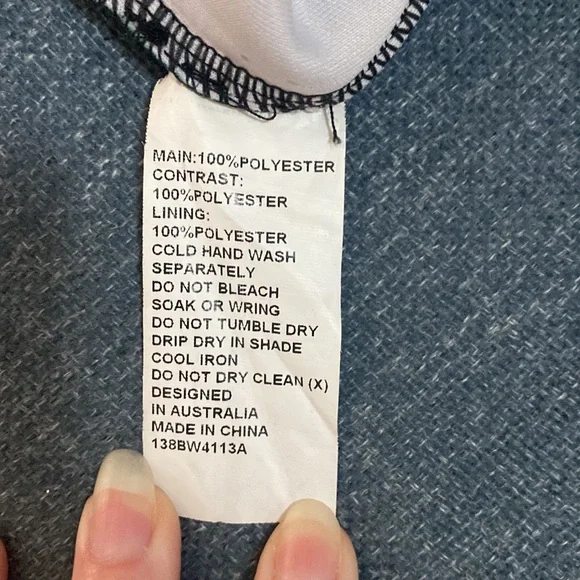 MAIN:100%POLYESTER
CONTRAST:
100%POLYESTER
LINING:
100%POLYESTER
COLD HAND WASH
SEPARATELY
DO NOT BLEACH
SOAK OR WRING
DO NOT TUMBLE DRY
DRIP DRY IN SHADE
COOL IRON
DO NOT DRY CLEAN (X)
DESIGNED
IN AUSTRALIA
MADE IN CHINA
138BW4113A